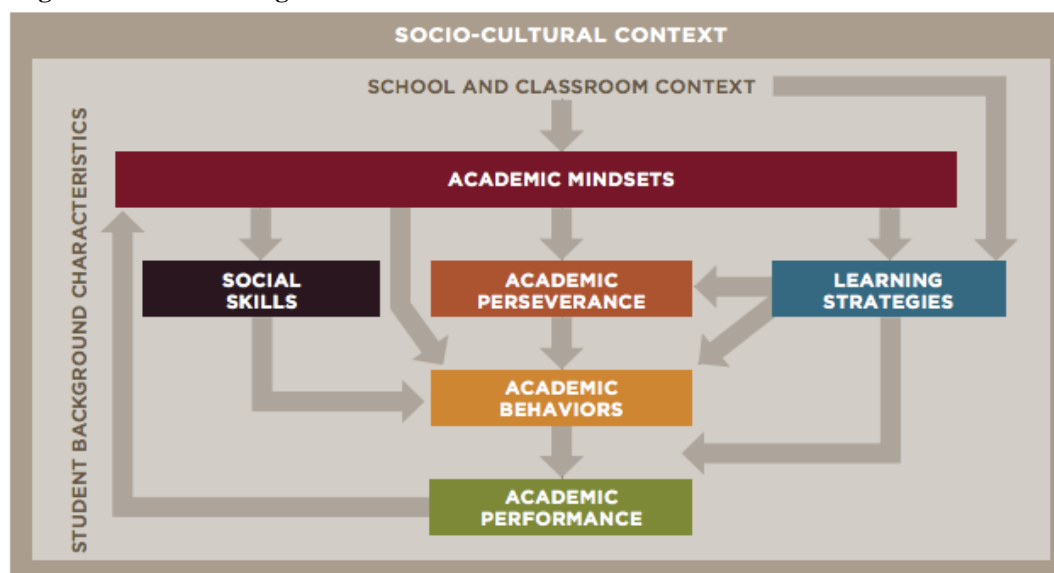 SOCIO-CULTURAL CONTEXT
SCHOOL AND CLASSROOM CONTEXT
STUDENT BACKGROUND CHARACTERISTICS
ACADEMIC MINDSETS
SOCIAL
SKILLS
ACADEMIC
PERSEVERANCE
LEARNING
STRATEGIES
ACADEMIC
BEHAVIORS
ACADEMIC
PERFORMANCE